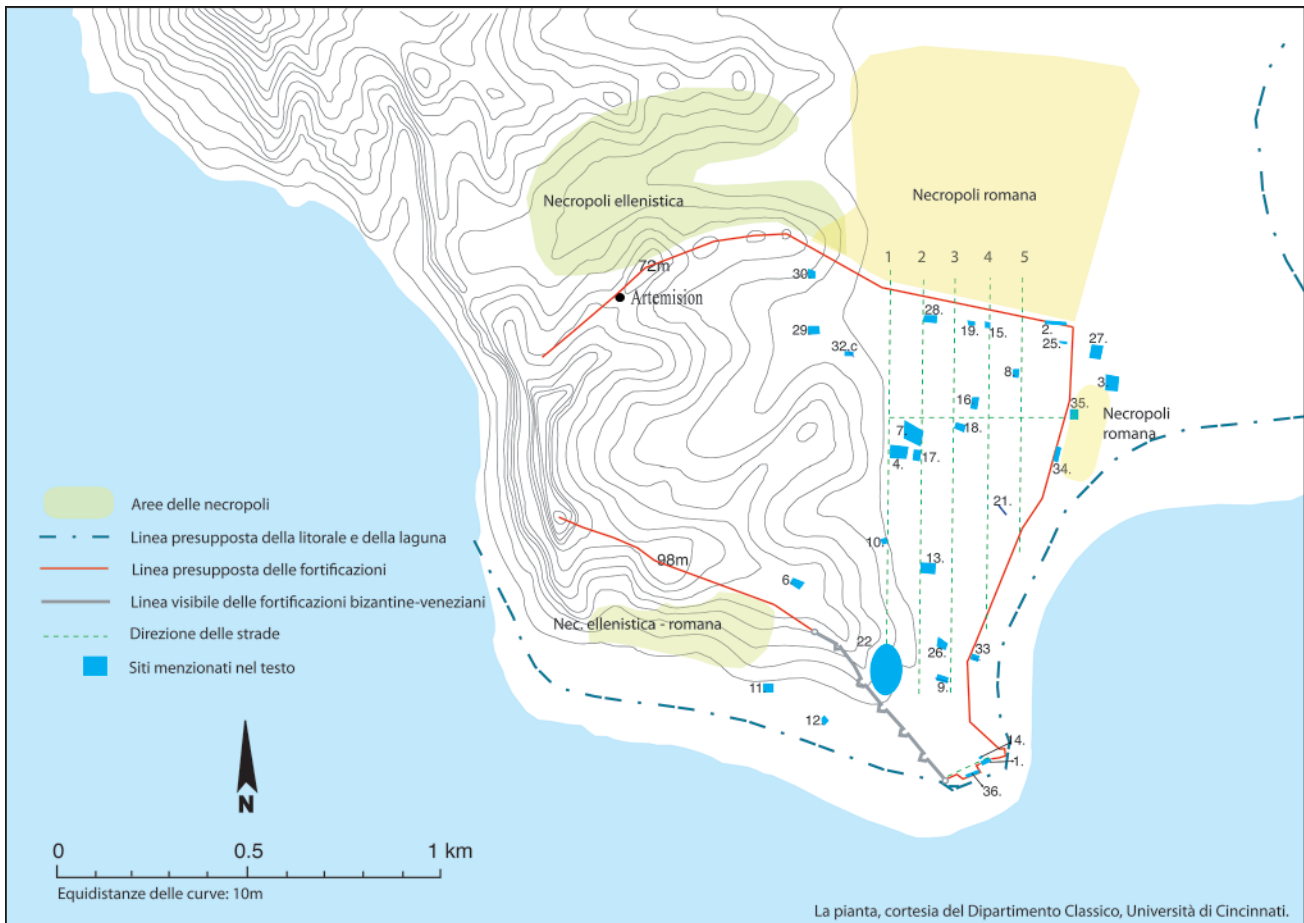 Necropoli ellenistica
Necropoli romana
1 2 3 4 5
72m
Artemision
30.
28.
19.
15.
2.
25.
27.
29.
32.c
8.
3.
16.
35.
Necropoli
romana
7.
18.
4.
17.
34.
21.
10.
13.
98m
6.
Nec. ellenistica - romana
22
26.
33
9.
11.
12.
14.
1.
36.
Aree delle necropoli
Linea presupposta della litorale e della laguna
Linea presupposta delle fortificazioni
Linea visibile delle fortificazioni bizantine-veneziani
Direzione delle strade
Siti menzionati nel testo
N
0 0.5 1 km
Equidistanze delle curve: 10m
La pianta, cortesia del Dipartimento Classico, Università di Cincinnati.